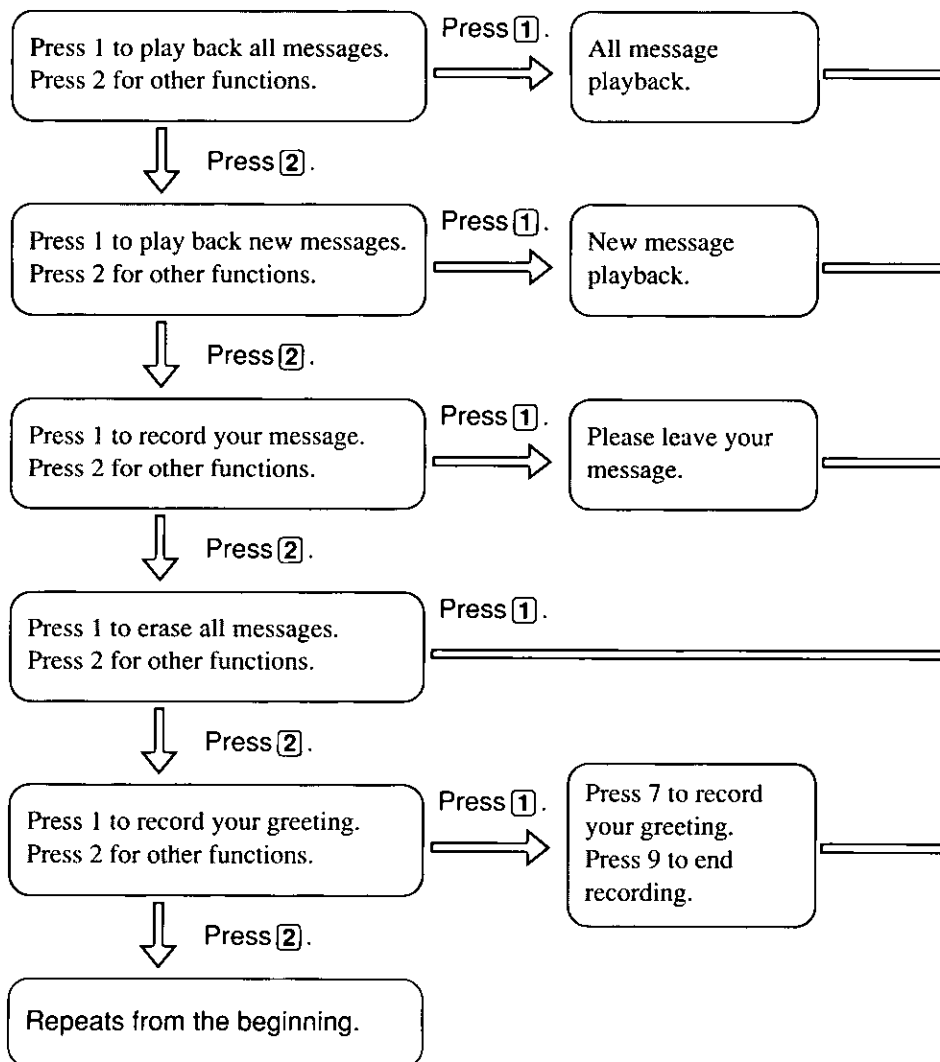 Press 1 to play back all messages.
Press 2 for other functions.
Press 1.
All message
playback.
Press 2.
Press 1 to play back new messages.
Press 2 for other functions.
Press 1.
New message
playback.
Press 2.
Press 1 to record your message.
Press 2 for other functions.
Press 1.
Please leave your
message.
Press 2.
Press 1 to erase all messages.
Press 2 for other functions.
Press 1.
Press 2.
Press 1 to record your greeting.
Press 2 for other functions.
Press 1.
Press 7 to record
your greeting.
Press 9 to end
recording.
Press 2.
Repeats from the beginning.